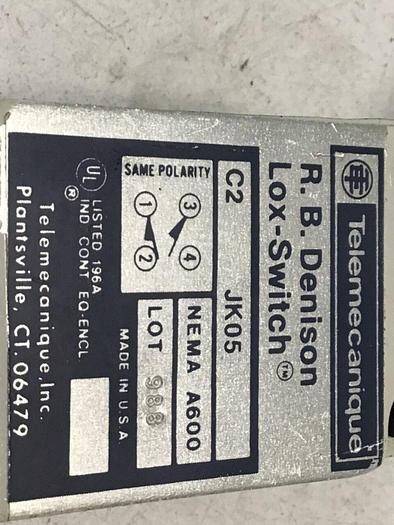 Telemecanique
R. B. Denison
Lox-Switch™
C2 JK05
SAME POLARITY
3 4
1 2
NEMA A600
LOT 988
MADE IN U.S.A.
UL LISTED 196A
IND CONT EQ-ENCL
®
Telemecanique, Inc.
Plantsville, CT. 06479